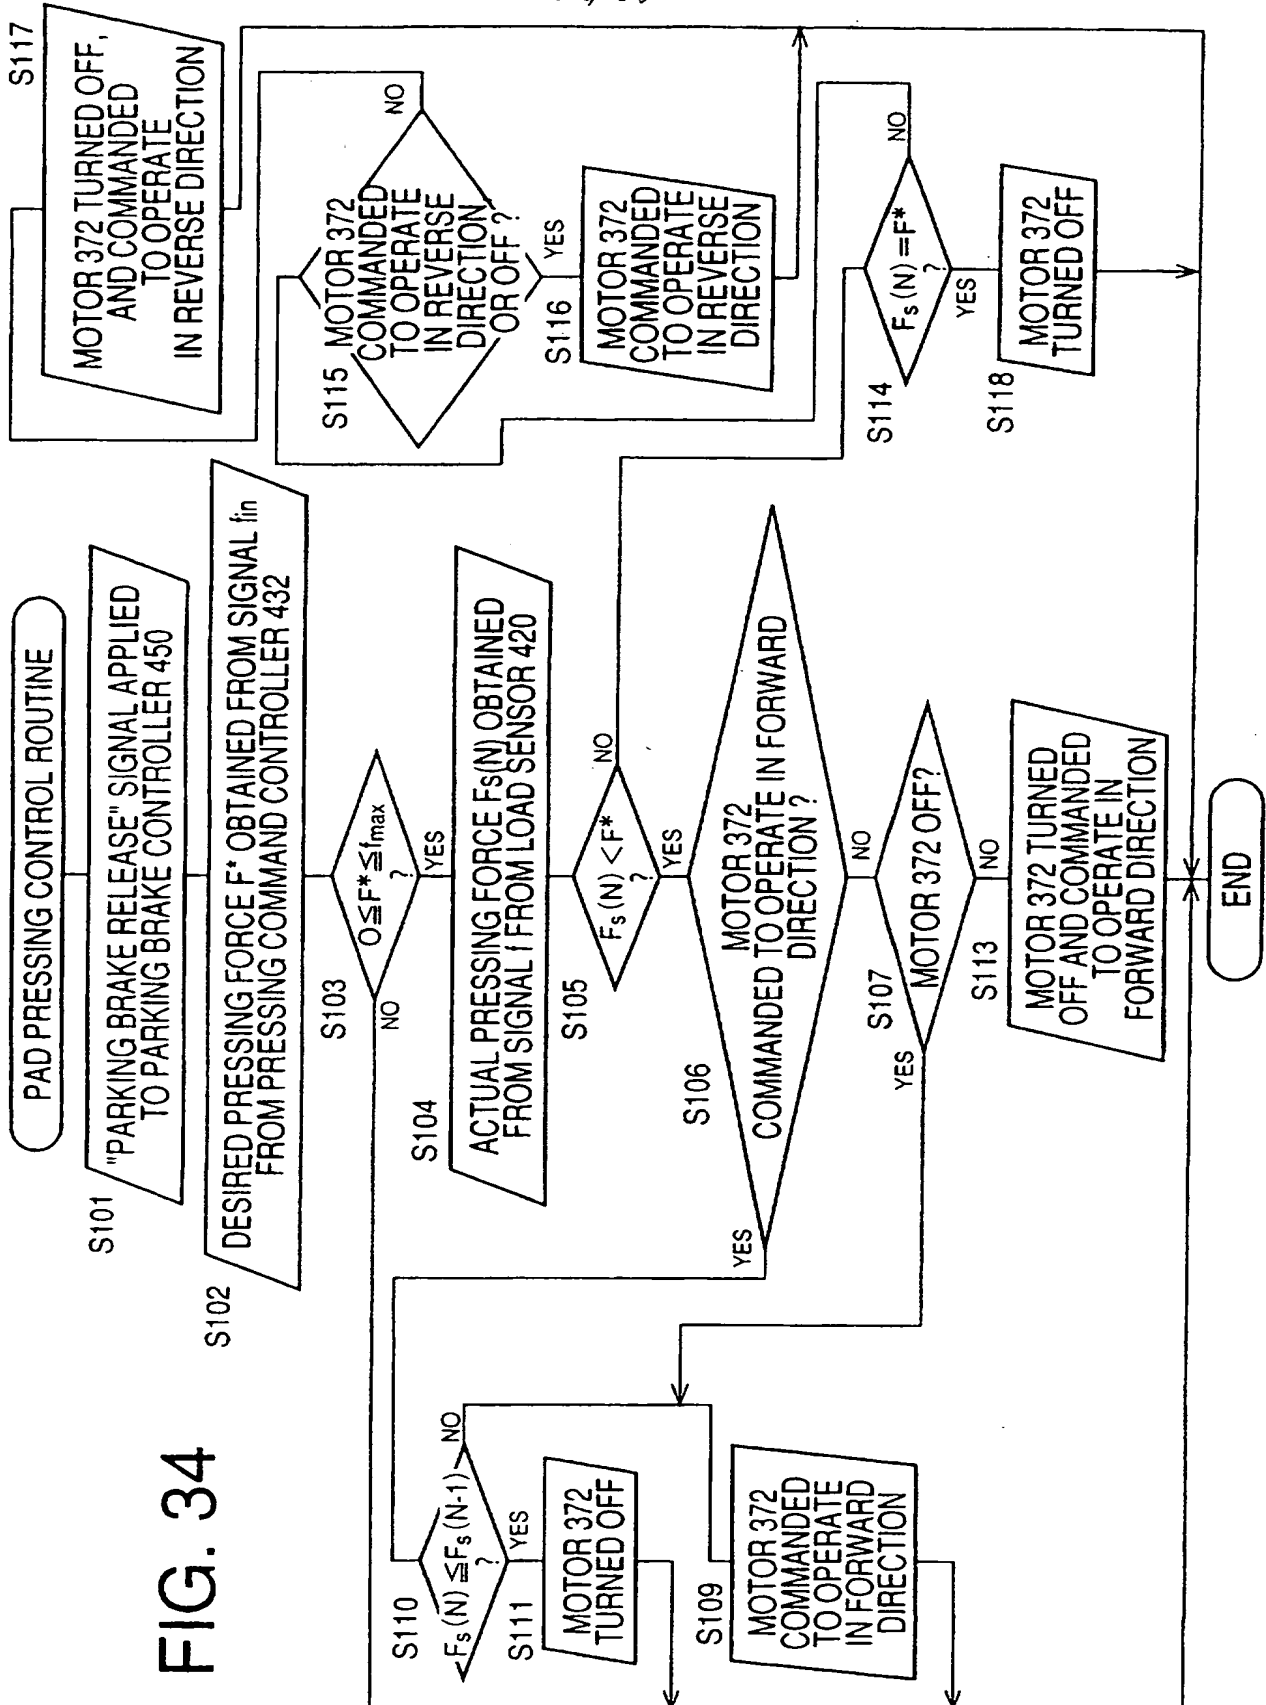 FIG. 34
PAD PRESSING CONTROL ROUTINE
S101
"PARKING BRAKE RELEASE" SIGNAL APPLIED
TO PARKING BRAKE CONTROLLER 450
S102
DESIRED PRESSING FORCE F* OBTAINED FROM SIGNAL fin
FROM PRESSING COMMAND CONTROLLER 432
S103
0≦F*≦fmax
?
NO
YES
S104
ACTUAL PRESSING FORCE Fs(N) OBTAINED
FROM SIGNAL f FROM LOAD SENSOR 420
S105
Fs(N)<F*
?
NO
YES
S106
MOTOR 372
COMMANDED TO OPERATE IN FORWARD
DIRECTION ?
YES
NO
S107
MOTOR 372 OFF?
YES
NO
S113
MOTOR 372 TURNED
OFF AND COMMANDED
TO OPERATE IN
FORWARD DIRECTION
END
S110
Fs(N)≦Fs(N-1)
?
NO
YES
S111
MOTOR 372
TURNED OFF
S109
MOTOR 372
COMMANDED
TO OPERATE
IN FORWARD
DIRECTION
S117
MOTOR 372 TURNED OFF,
AND COMMANDED
TO OPERATE
IN REVERSE DIRECTION
S115
MOTOR 372
COMMANDED
TO OPERATE
IN REVERSE
DIRECTION
OR OFF ?
NO
YES
S116
MOTOR 372
COMMANDED
TO OPERATE
IN REVERSE
DIRECTION
S114
Fs(N)=F*
?
NO
YES
S118
MOTOR 372
TURNED OFF